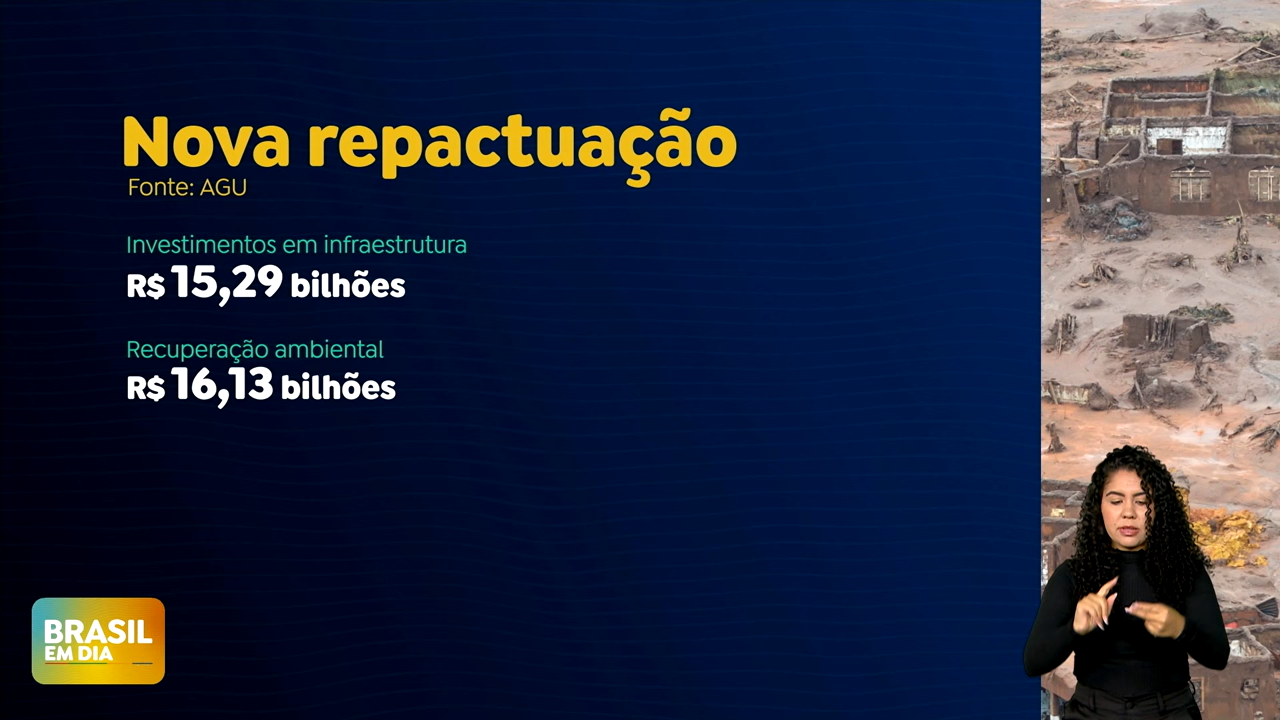 Nova repactuação
Fonte: AGU
Investimentos em infraestrutura
R$ 15,29 bilhões
Recuperação ambiental
R$ 16,13 bilhões
BRASIL
EM DIA